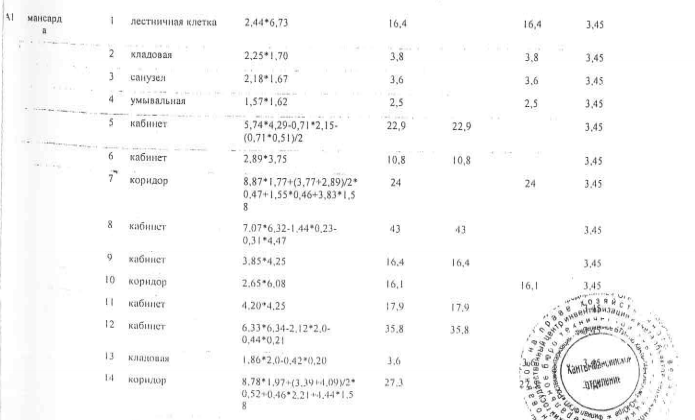 А1 мансард 1 лестничная клетка 2,44*6,73 16,4 16,4 3,45
а
2 кладовая 2,25*1,70 3,8 3,8 3,45
3 санузел 2,18*1,67 3,6 3,6 3,45
4 умывальная 1,57*1,62 2,5 2,5 3,45
5 кабинет 5,74*4,29-0,71*2,15- 22,9 22,9 3,45
(0,71*0,51)/2
6 кабинет 2,89*3,75 10,8 10,8 3,45
7 коридор 8,87*1,77+(3,77+2,89)/2* 24 24 3,45
0,47+1,55*0,46+3,83*1,5
8
8 кабинет 7,07*6,32-1,44*0,23- 43 43 3,45
0,31*4,47
9 кабинет 3,85*4,25 16,4 16,4 3,45
10 коридор 2,65*6,08 16,1 16,1 3,45
11 кабинет 4,20*4,25 17,9 17,9 3,45
12 кабинет 6,33*6,34-2,12*2,0- 35,8 35,8
0,44*0,21
13 кладовая 1,86*2,0-0,42*0,20 3,6 3,45
14 коридор 8,78*1,97+(3,39+4,09)/2* 27,3
0,52+0,46*2,21+4,44*1,5
8
отделение